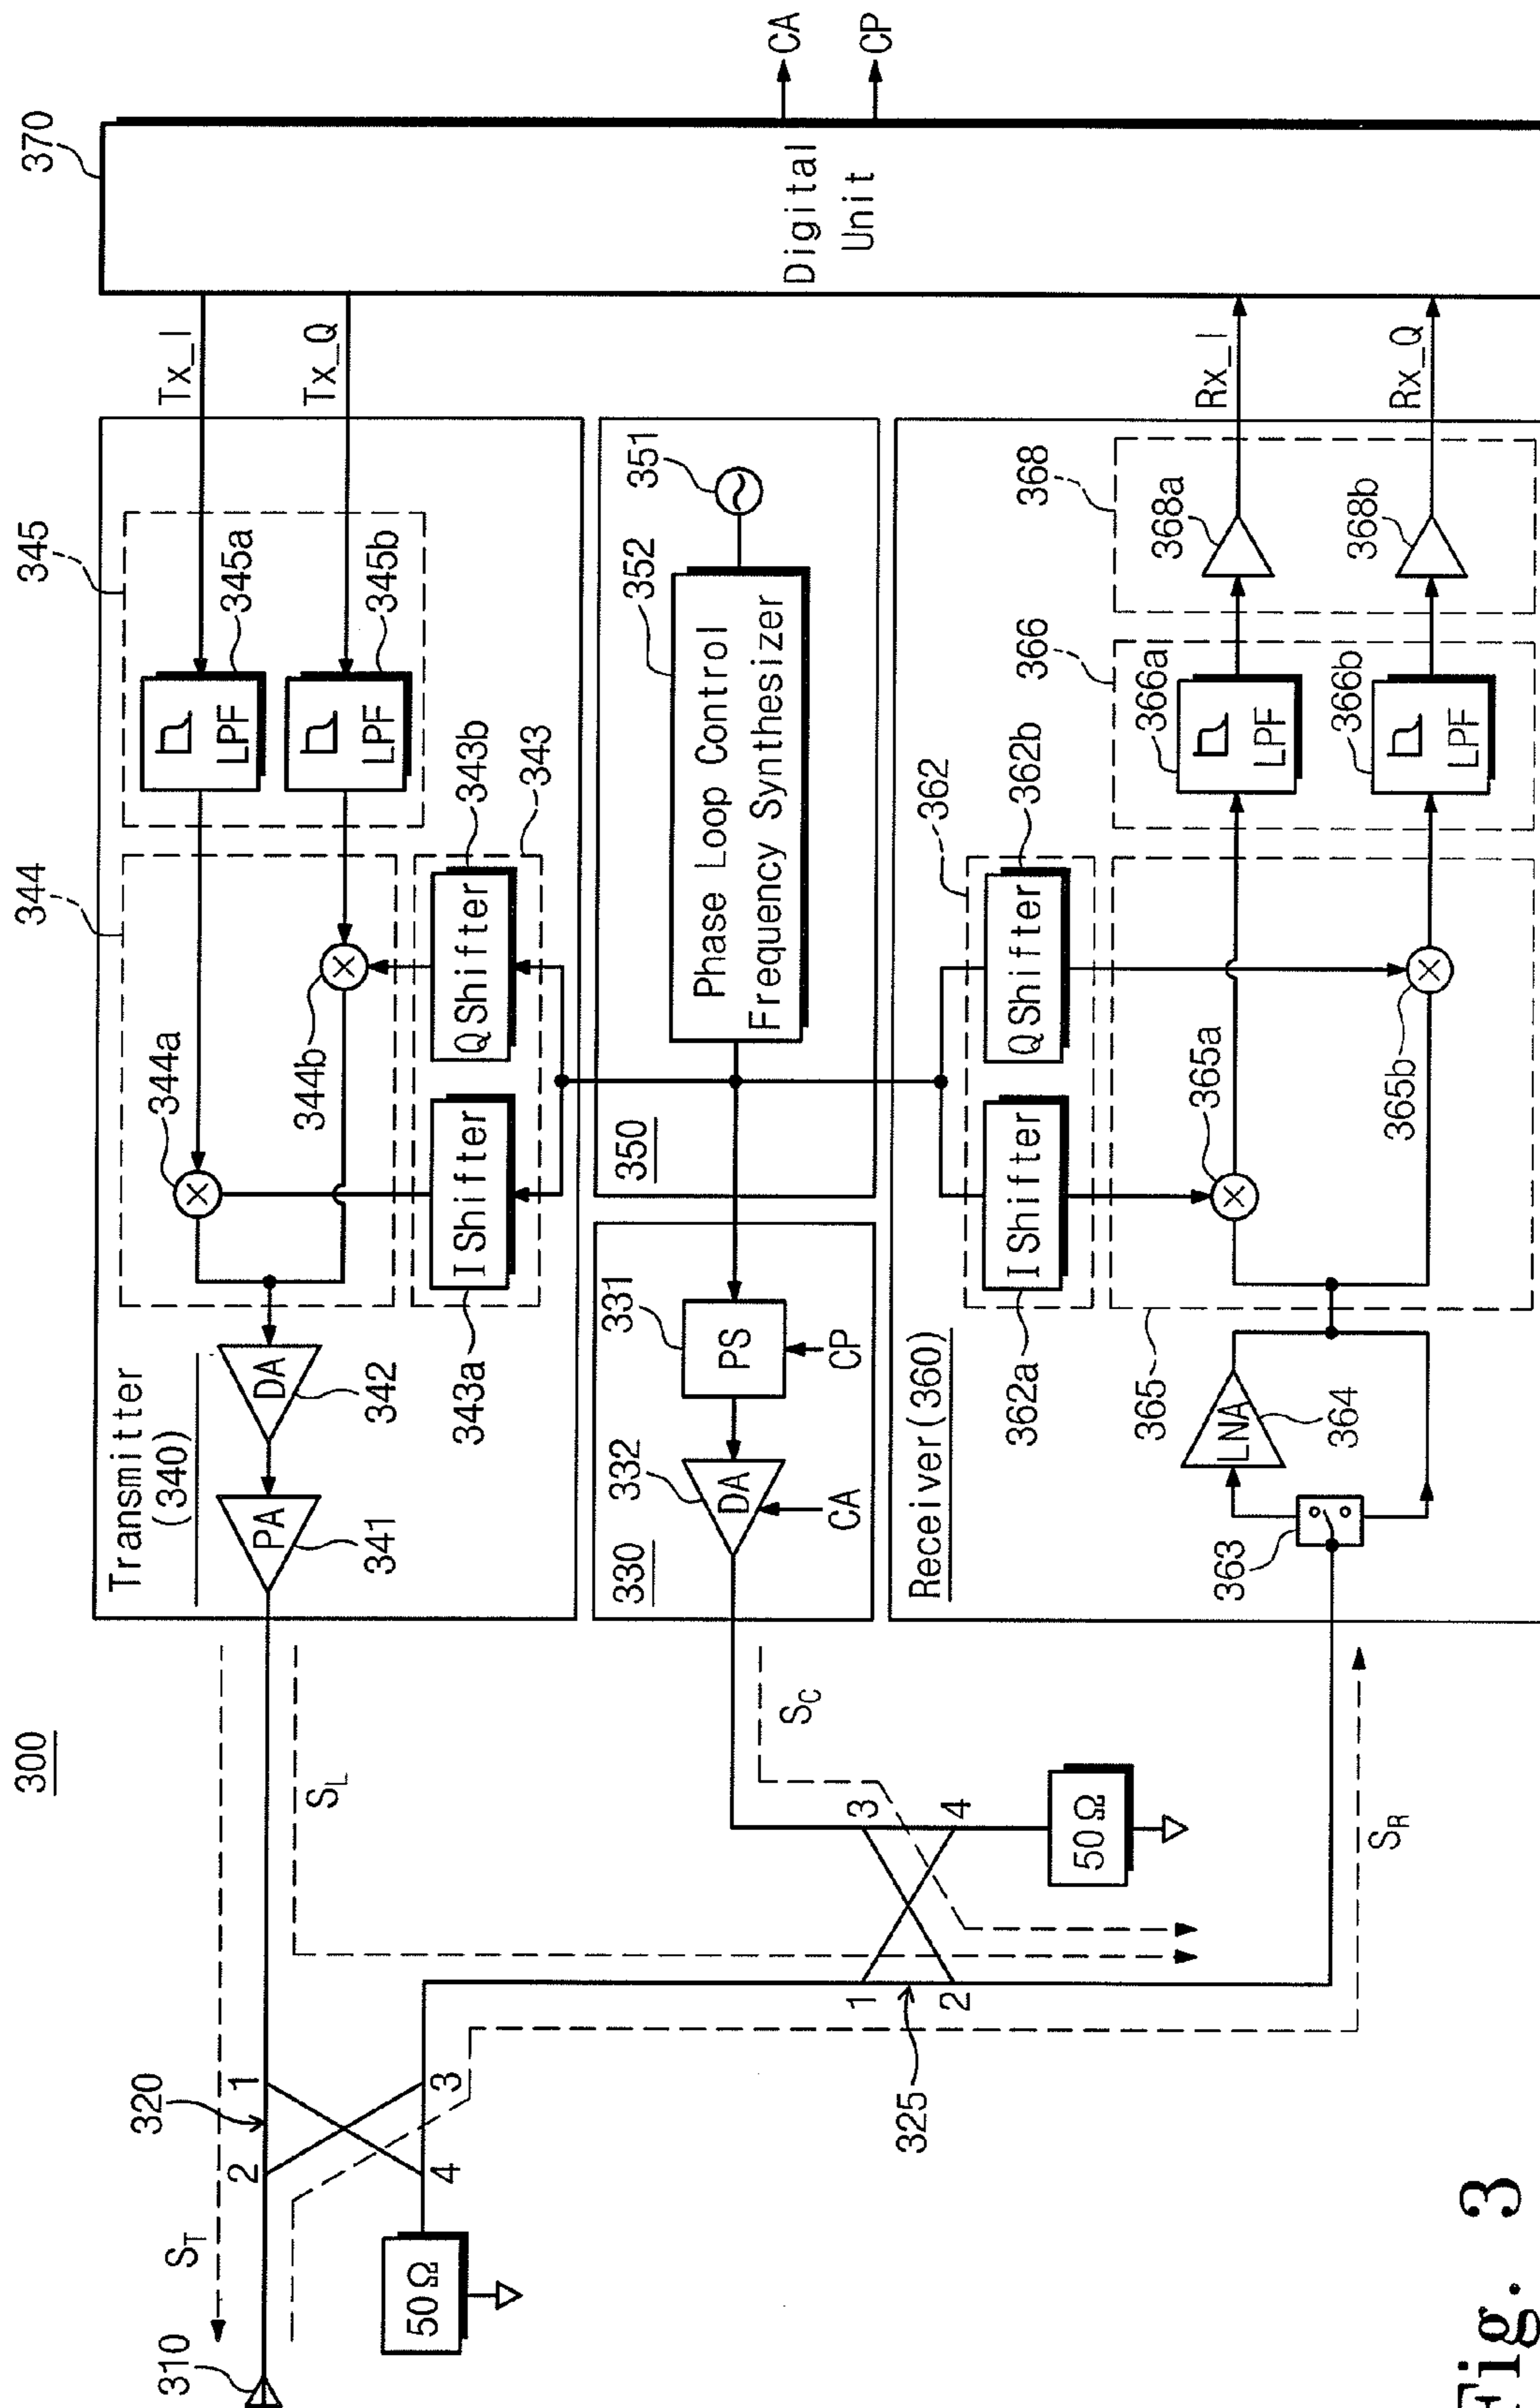 300
310
S_T
320
2
1
4
3
50Ω
S_L
Transmitter
(340)
PA
341
DA
342
344
344a
344b
345
LPF
345a
LPF
345b
343a
I Shifter
Q Shifter
343b
343
Tx_I
Tx_Q
370
Digital
Unit
CA
CP
325
1
2
3
4
50Ω
S_C
S_R
330
332
DA
CA
331
PS
CP
350
352
Phase Loop Control
Frequency Synthesizer
351
Receiver(360)
362a
I Shifter
Q Shifter
362b
362
363
LNA
364
365
365a
365b
366
366a
LPF
366b
LPF
368
368a
368b
Rx_I
Rx_Q
Fig. 3